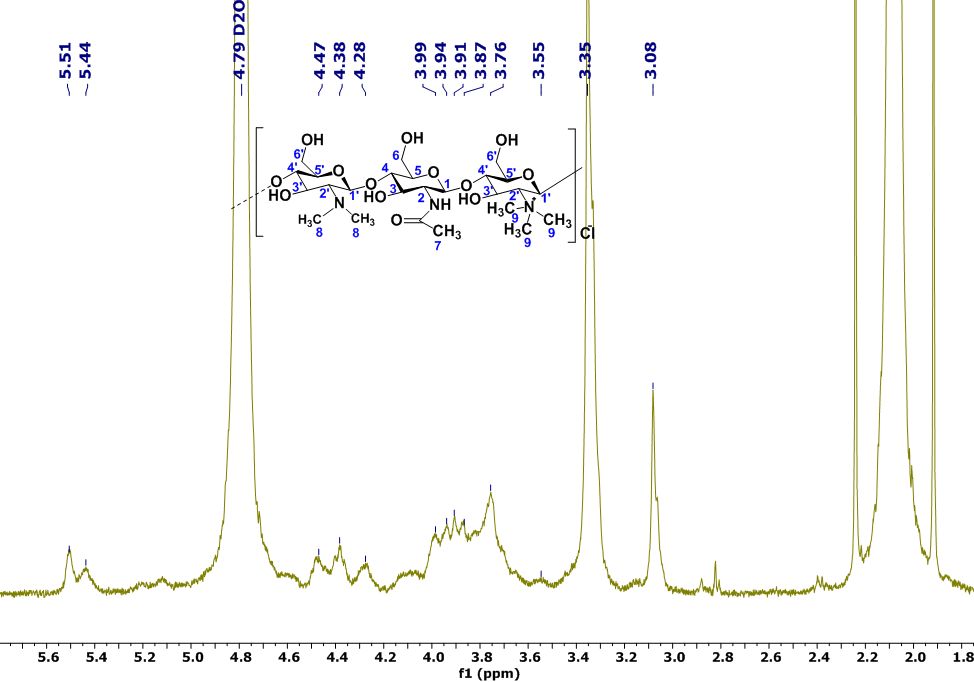 5.51
5.44
4.79 D2O
4.47
4.38
4.28
3.99
3.94
3.91
3.87
3.76
3.55
3.35
3.08
OH
6'
4' 5' O
O
HO 3' 2' 1'
N
H3C CH3
8 8
OH
6
4 5 O
O
HO 3 2 1
NH
O
CH3
7
OH
6'
4' 5' O
O
HO 3' 2' 1'
H3C N
9 CH3
H3C 9
9
Cl
5.6 5.4 5.2 5.0 4.8 4.6 4.4 4.2 4.0 3.8 3.6 3.4 3.2 3.0 2.8 2.6 2.4 2.2 2.0 1.8
f1 (ppm)